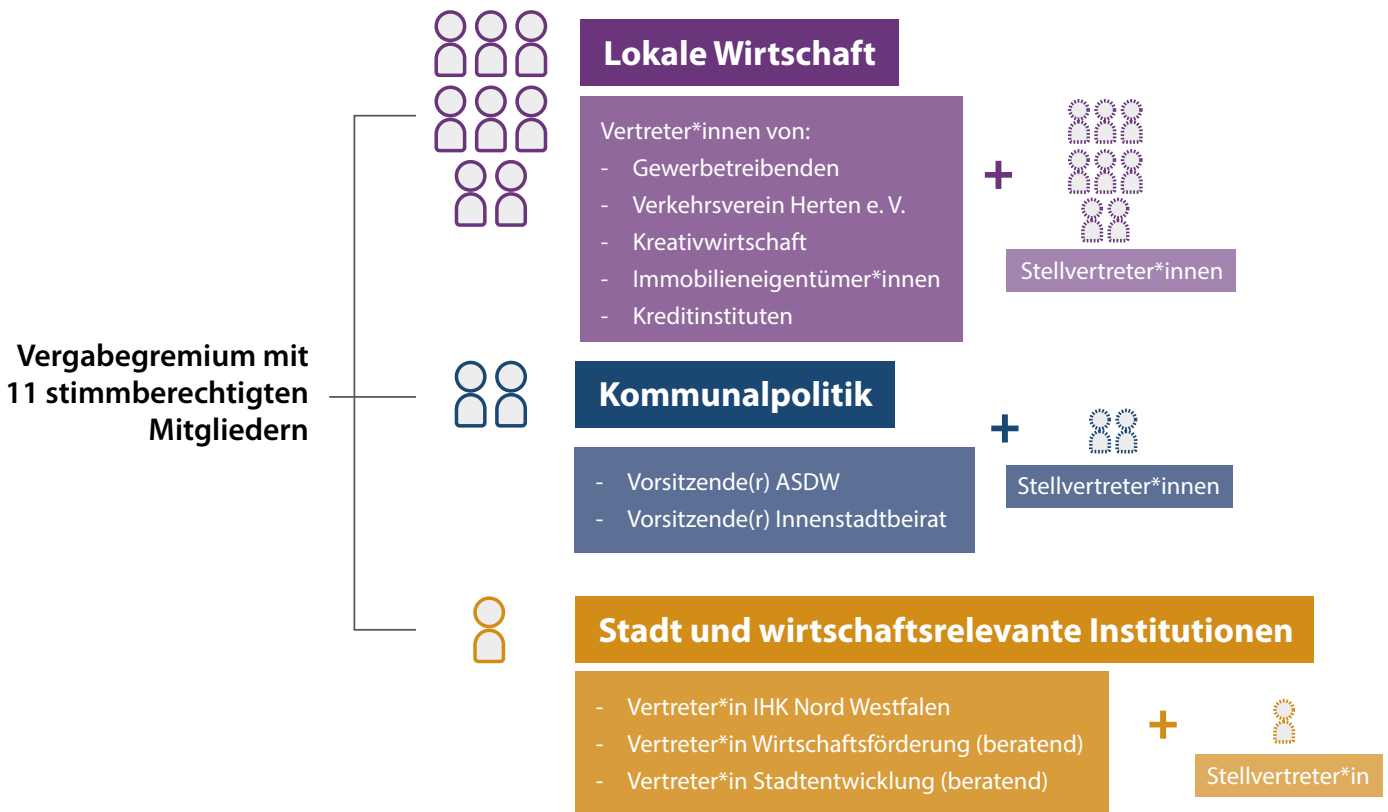 Lokale Wirtschaft
Vertreter*innen von:
- Gewerbetreibenden
- Verkehrsverein Herten e. V.
- Kreativwirtschaft
- Immobilieneigentümer*innen
- Kreditinstituten
+
Stellvertreter*innen
Vergabegremium mit
11 stimmberechtigten
Mitgliedern
Kommunalpolitik
- Vorsitzende(r) ASDW
- Vorsitzende(r) Innenstadtbeirat
+
Stellvertreter*innen
Stadt und wirtschaftsrelevante Institutionen
- Vertreter*in IHK Nord Westfalen
- Vertreter*in Wirtschaftsförderung (beratend)
- Vertreter*in Stadtentwicklung (beratend)
+
Stellvertreter*in